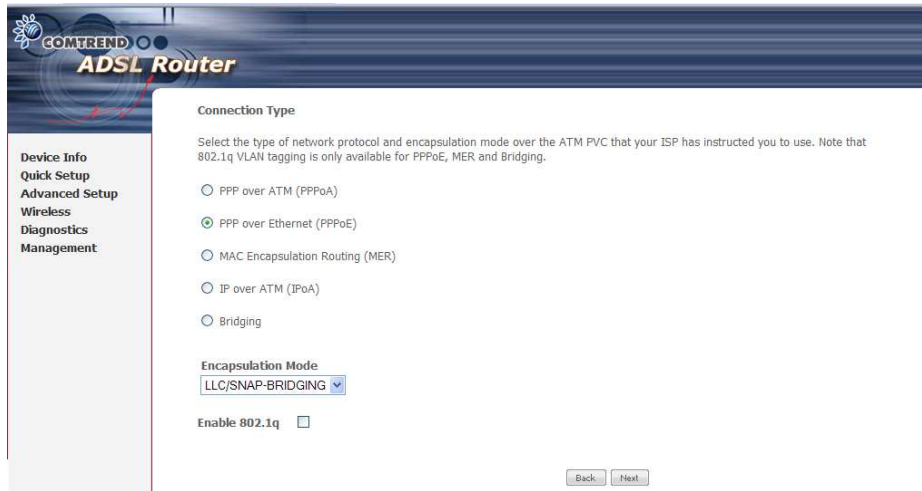 COMTREND
ADSL Router
Device Info
Quick Setup
Advanced Setup
Wireless
Diagnostics
Management
Connection Type
Select the type of network protocol and encapsulation mode over the ATM PVC that your ISP has instructed you to use. Note that
802.1q VLAN tagging is only available for PPPoE, MER and Bridging.
PPP over ATM (PPPoA)
PPP over Ethernet (PPPoE)
MAC Encapsulation Routing (MER)
IP over ATM (IPoA)
Bridging
Encapsulation Mode
LLC/SNAP-BRIDGING
Enable 802.1q
Back Next